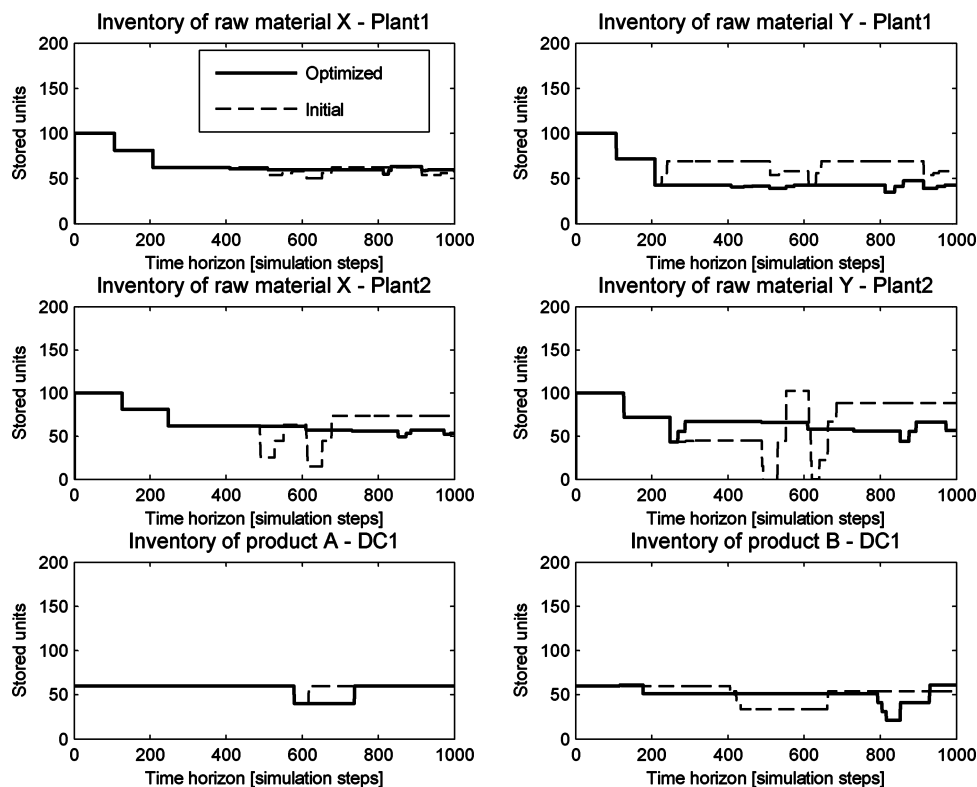 Inventory of raw material X - Plant1
Stored units
200
150
100
50
0
Optimized
Initial
0 200 400 600 800 1000
Time horizon [simulation steps]
Inventory of raw material Y - Plant1
Stored units
200
150
100
50
0
0 200 400 600 800 1000
Time horizon [simulation steps]
Inventory of raw material X - Plant2
Stored units
200
150
100
50
0
0 200 400 600 800 1000
Time horizon [simulation steps]
Inventory of raw material Y - Plant2
Stored units
200
150
100
50
0
0 200 400 600 800 1000
Time horizon [simulation steps]
Inventory of product A - DC1
Stored units
200
150
100
50
0
0 200 400 600 800 1000
Time horizon [simulation steps]
Inventory of product B - DC1
Stored units
200
150
100
50
0
0 200 400 600 800 1000
Time horizon [simulation steps]